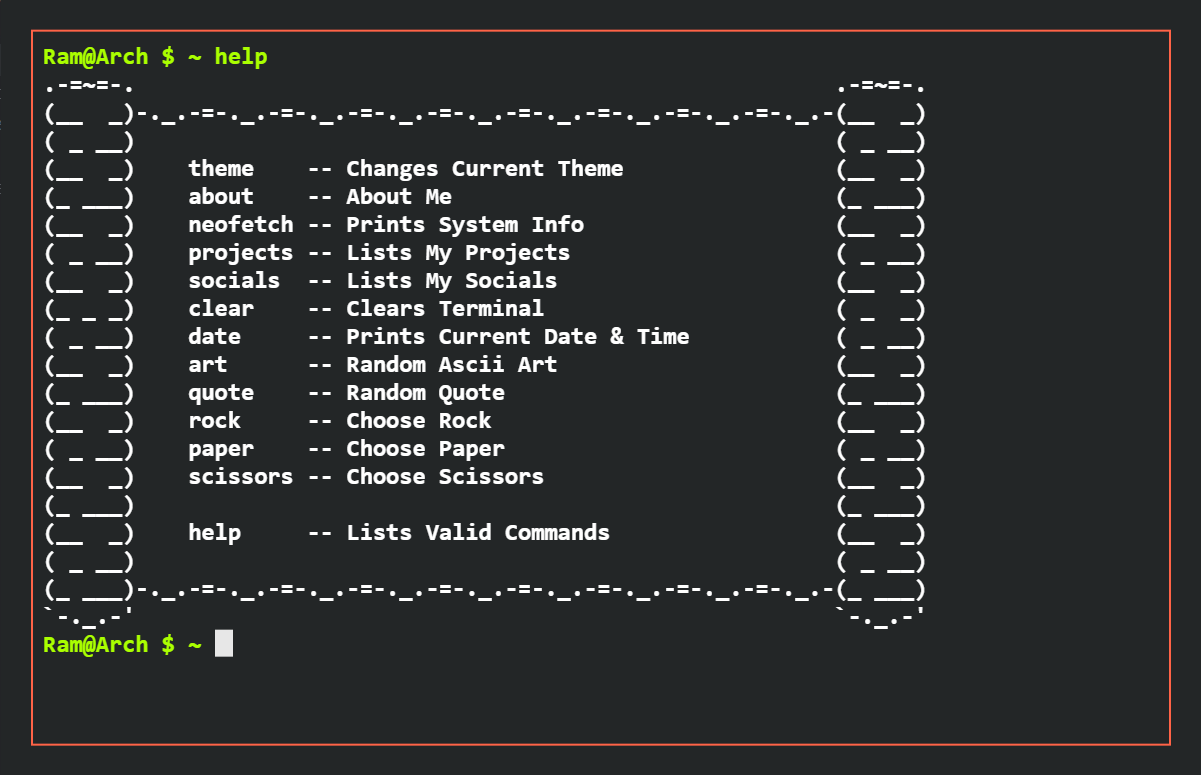 Ram@Arch $ ~ help
.-=~=-.                                                     .-=~=-.
(__  _)-._.-=-._.-=-._.-=-._.-=-._.-=-._.-=-._.-=-._.-=-._.-(__  _)
( _ __)                                                     ( _ __)
(__  _)    theme    -- Changes Current Theme                (__  _)
(_ ___)    about    -- About Me                             (_ ___)
(__  _)    neofetch -- Prints System Info                   (__  _)
( _ __)    projects -- Lists My Projects                    ( _ __)
(__  _)    socials  -- Lists My Socials                     (__  _)
(_ _ _)    clear    -- Clears Terminal                      ( _  _)
( _ __)    date     -- Prints Current Date & Time           ( _ __)
(__  _)    art      -- Random Ascii Art                     (__  _)
(_ ___)    quote    -- Random Quote                         (_ ___)
(__  _)    rock     -- Choose Rock                          (__  _)
( _ __)    paper    -- Choose Paper                         ( _ __)
(__  _)    scissors -- Choose Scissors                      (__  _)
(_ ___)                                                     (_ ___)
(__  _)    help     -- Lists Valid Commands                 (__  _)
( _ __)                                                     ( _ __)
(_ ___)-._.-=-._.-=-._.-=-._.-=-._.-=-._.-=-._.-=-._.-=-._.-(_ ___)
`-._.-'                                                     `-._.-'
Ram@Arch $ ~